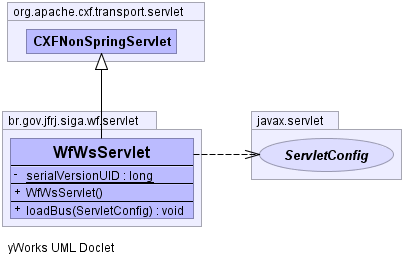 org.apache.cxf.transport.servlet
CXFNonSpringServlet
br.gov.jfrj.siga.wf.servlet
javax.servlet
WfWsServlet
ServletConfig
- serialVersionUID : long
+ WfWsServlet()
+ loadBus(ServletConfig) : void
yWorks UML Doclet